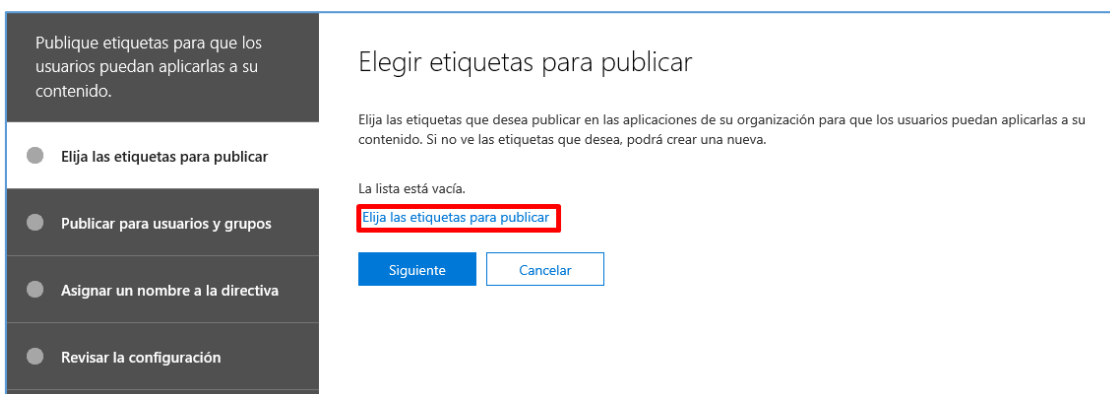 Publique etiquetas para que los
usuarios puedan aplicarlas a su
contenido.
Elija las etiquetas para publicar
Publicar para usuarios y grupos
Asignar un nombre a la directiva
Revisar la configuración
Elegir etiquetas para publicar
Elija las etiquetas que desea publicar en las aplicaciones de su organización para que los usuarios puedan aplicarlas a su
contenido. Si no ve las etiquetas que desea, podrá crear una nueva.
La lista está vacía.
Elija las etiquetas para publicar
Siguiente
Cancelar